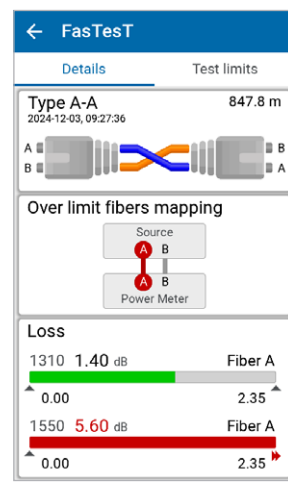 FasTesT
Details Test limits
Type A-A 847.8 m
2024-12-03, 09:27:36
A B
B A
Over limit fibers mapping
Source
A B
A B
Power Meter
Loss
1310 1.40 dB Fiber A
0.00 2.35
1550 5.60 dB Fiber A
0.00 2.35